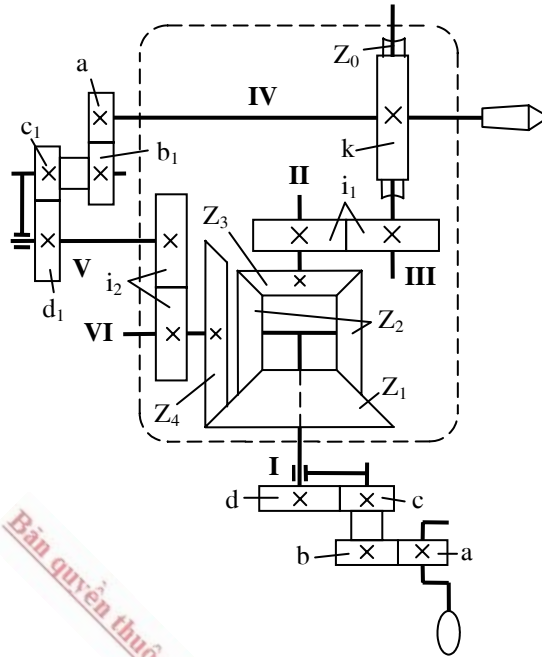 Z₀
a
IV
c₁
b₁
k
II
i₁
Z₃
V
III
i₂
d₁
Z₂
VI
Z₄
Z₁
I
d
c
b
a
Bản quyền thuộ